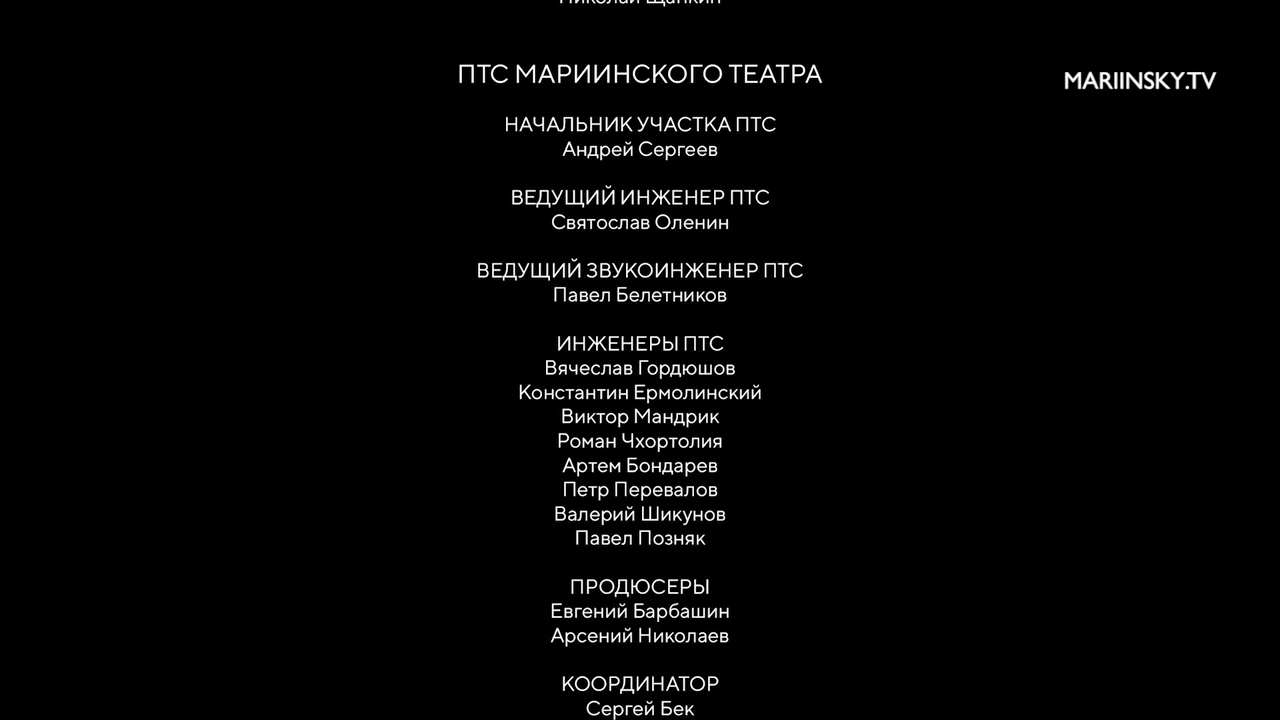 Николай Щапкин
ПТС МАРИИНСКОГО ТЕАТРА
MARIINSKY.TV
НАЧАЛЬНИК УЧАСТКА ПТС
Андрей Сергеев
ВЕДУЩИЙ ИНЖЕНЕР ПТС
Святослав Оленин
ВЕДУЩИЙ ЗВУКОИНЖЕНЕР ПТС
Павел Белетников
ИНЖЕНЕРЫ ПТС
Вячеслав Гордюшов
Константин Ермолинский
Виктор Мандрик
Роман Чхортолия
Артем Бондарев
Петр Перевалов
Валерий Шикунов
Павел Позняк
ПРОДЮСЕРЫ
Евгений Барбашин
Арсений Николаев
КООРДИНАТОР
Сергей Бек